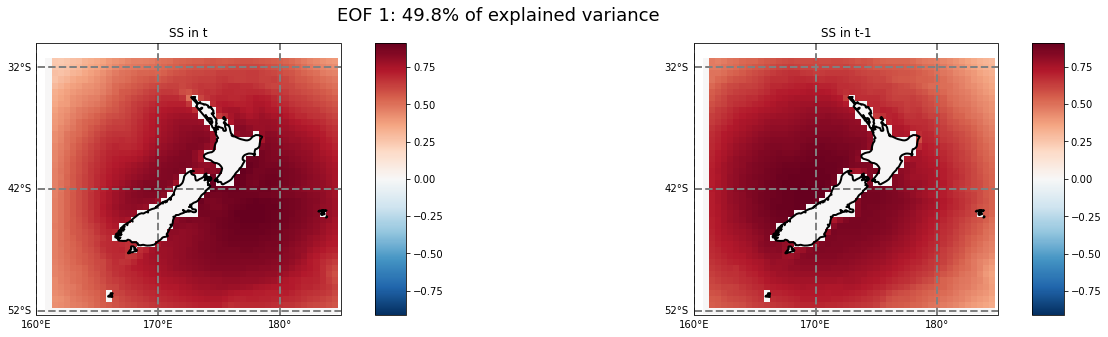 EOF 1: 49.8% of explained variance
SS in t
32°S
42°S
52°S
160°E
170°E
180°
0.75
0.50
0.25
0.00
−0.25
−0.50
−0.75
SS in t-1
32°S
42°S
52°S
160°E
170°E
180°
0.75
0.50
0.25
0.00
−0.25
−0.50
−0.75